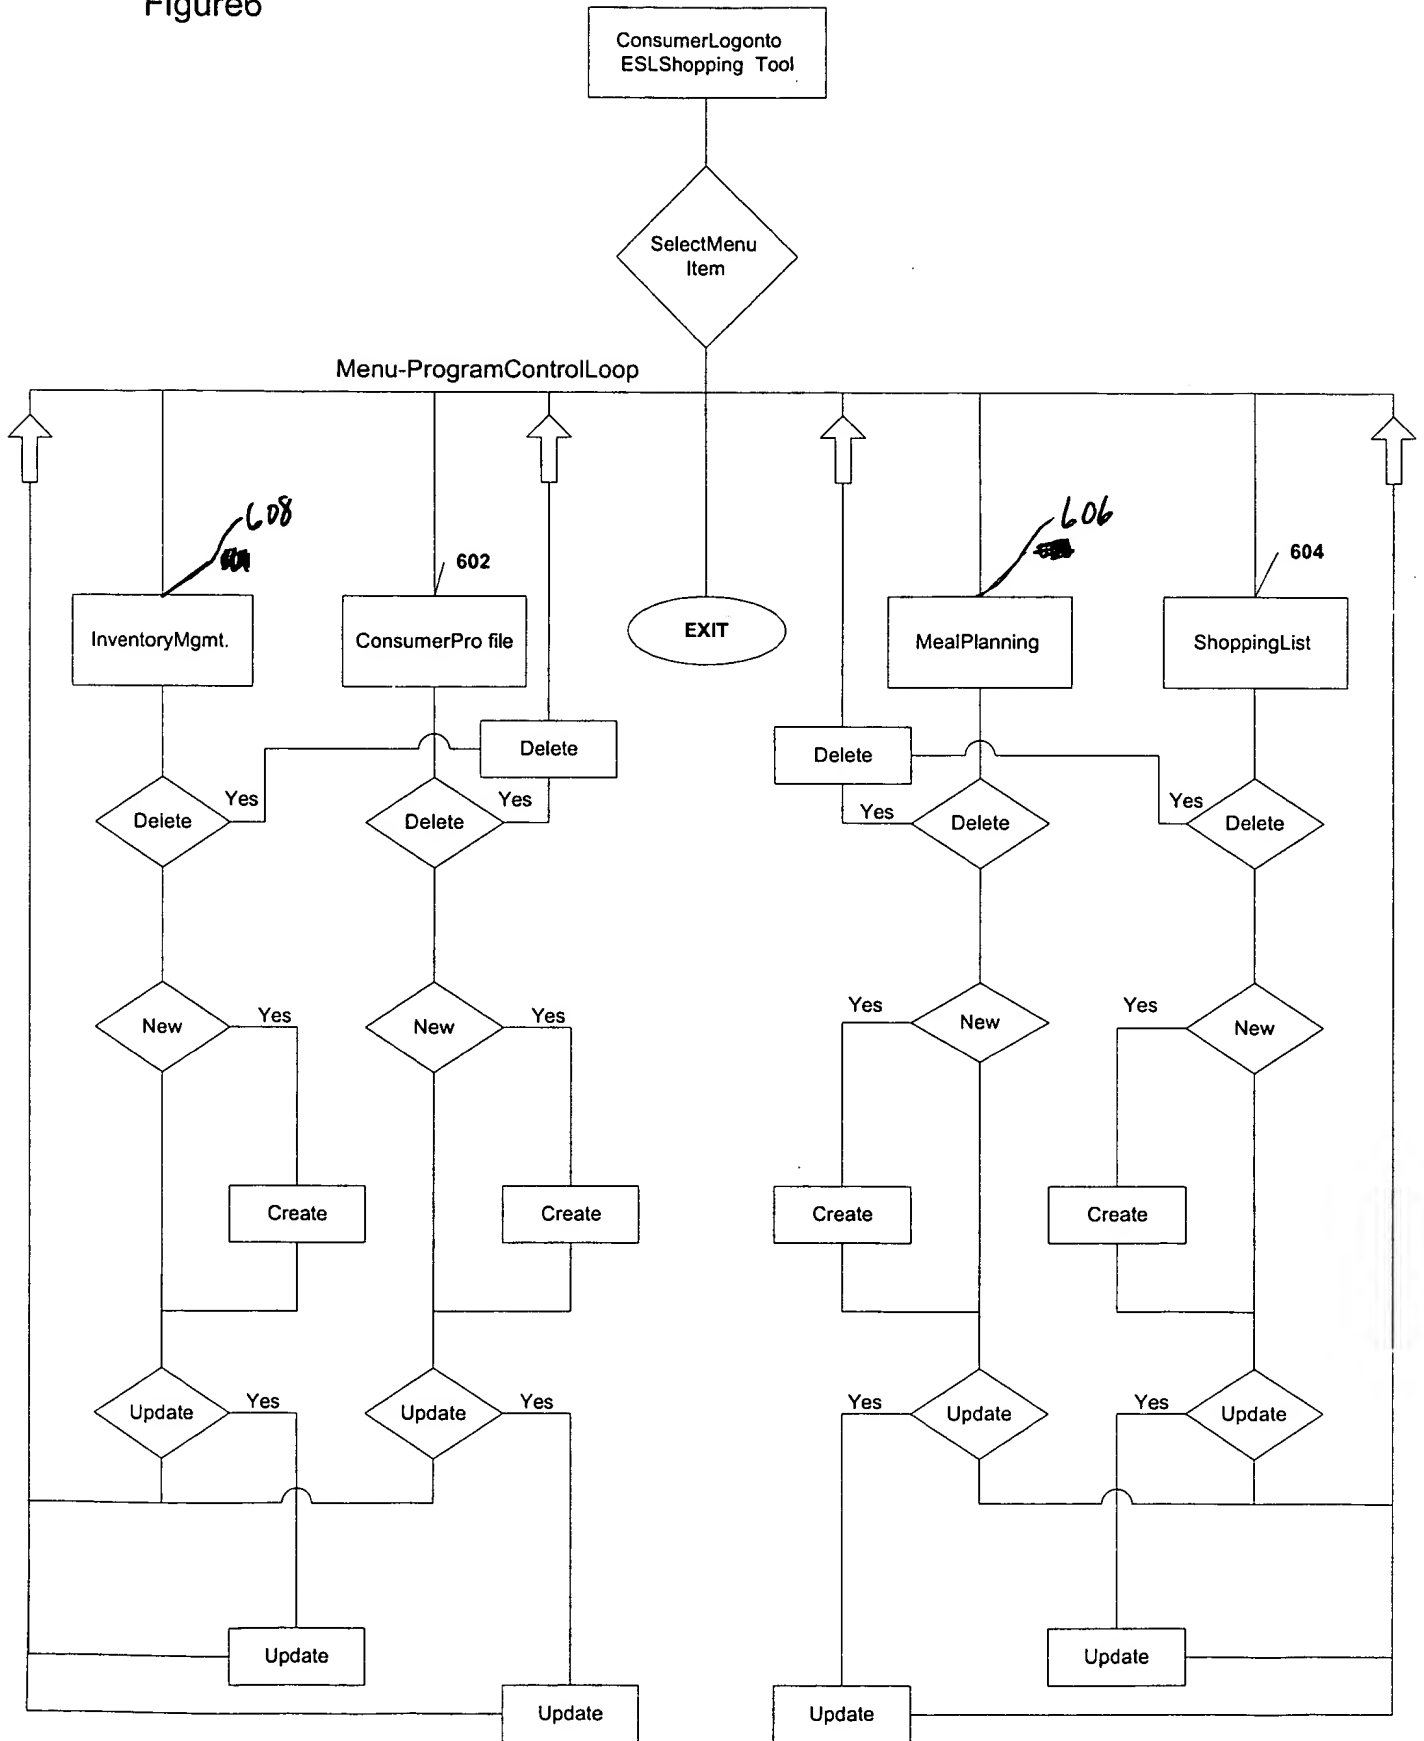 Figure6
ConsumerLogonto
ESLShopping Tool
SelectMenu
Item
Menu-ProgramControlLoop
608
606
602
604
InventoryMgmt.
ConsumerPro file
EXIT
MealPlanning
ShoppingList
Delete
Delete
Yes
Yes
Yes
Yes
Delete
Delete
Delete
Delete
New
Yes
New
Yes
Yes
New
Yes
New
Create
Create
Create
Create
Update
Yes
Update
Yes
Yes
Update
Yes
Update
Update
Update
Update
Update